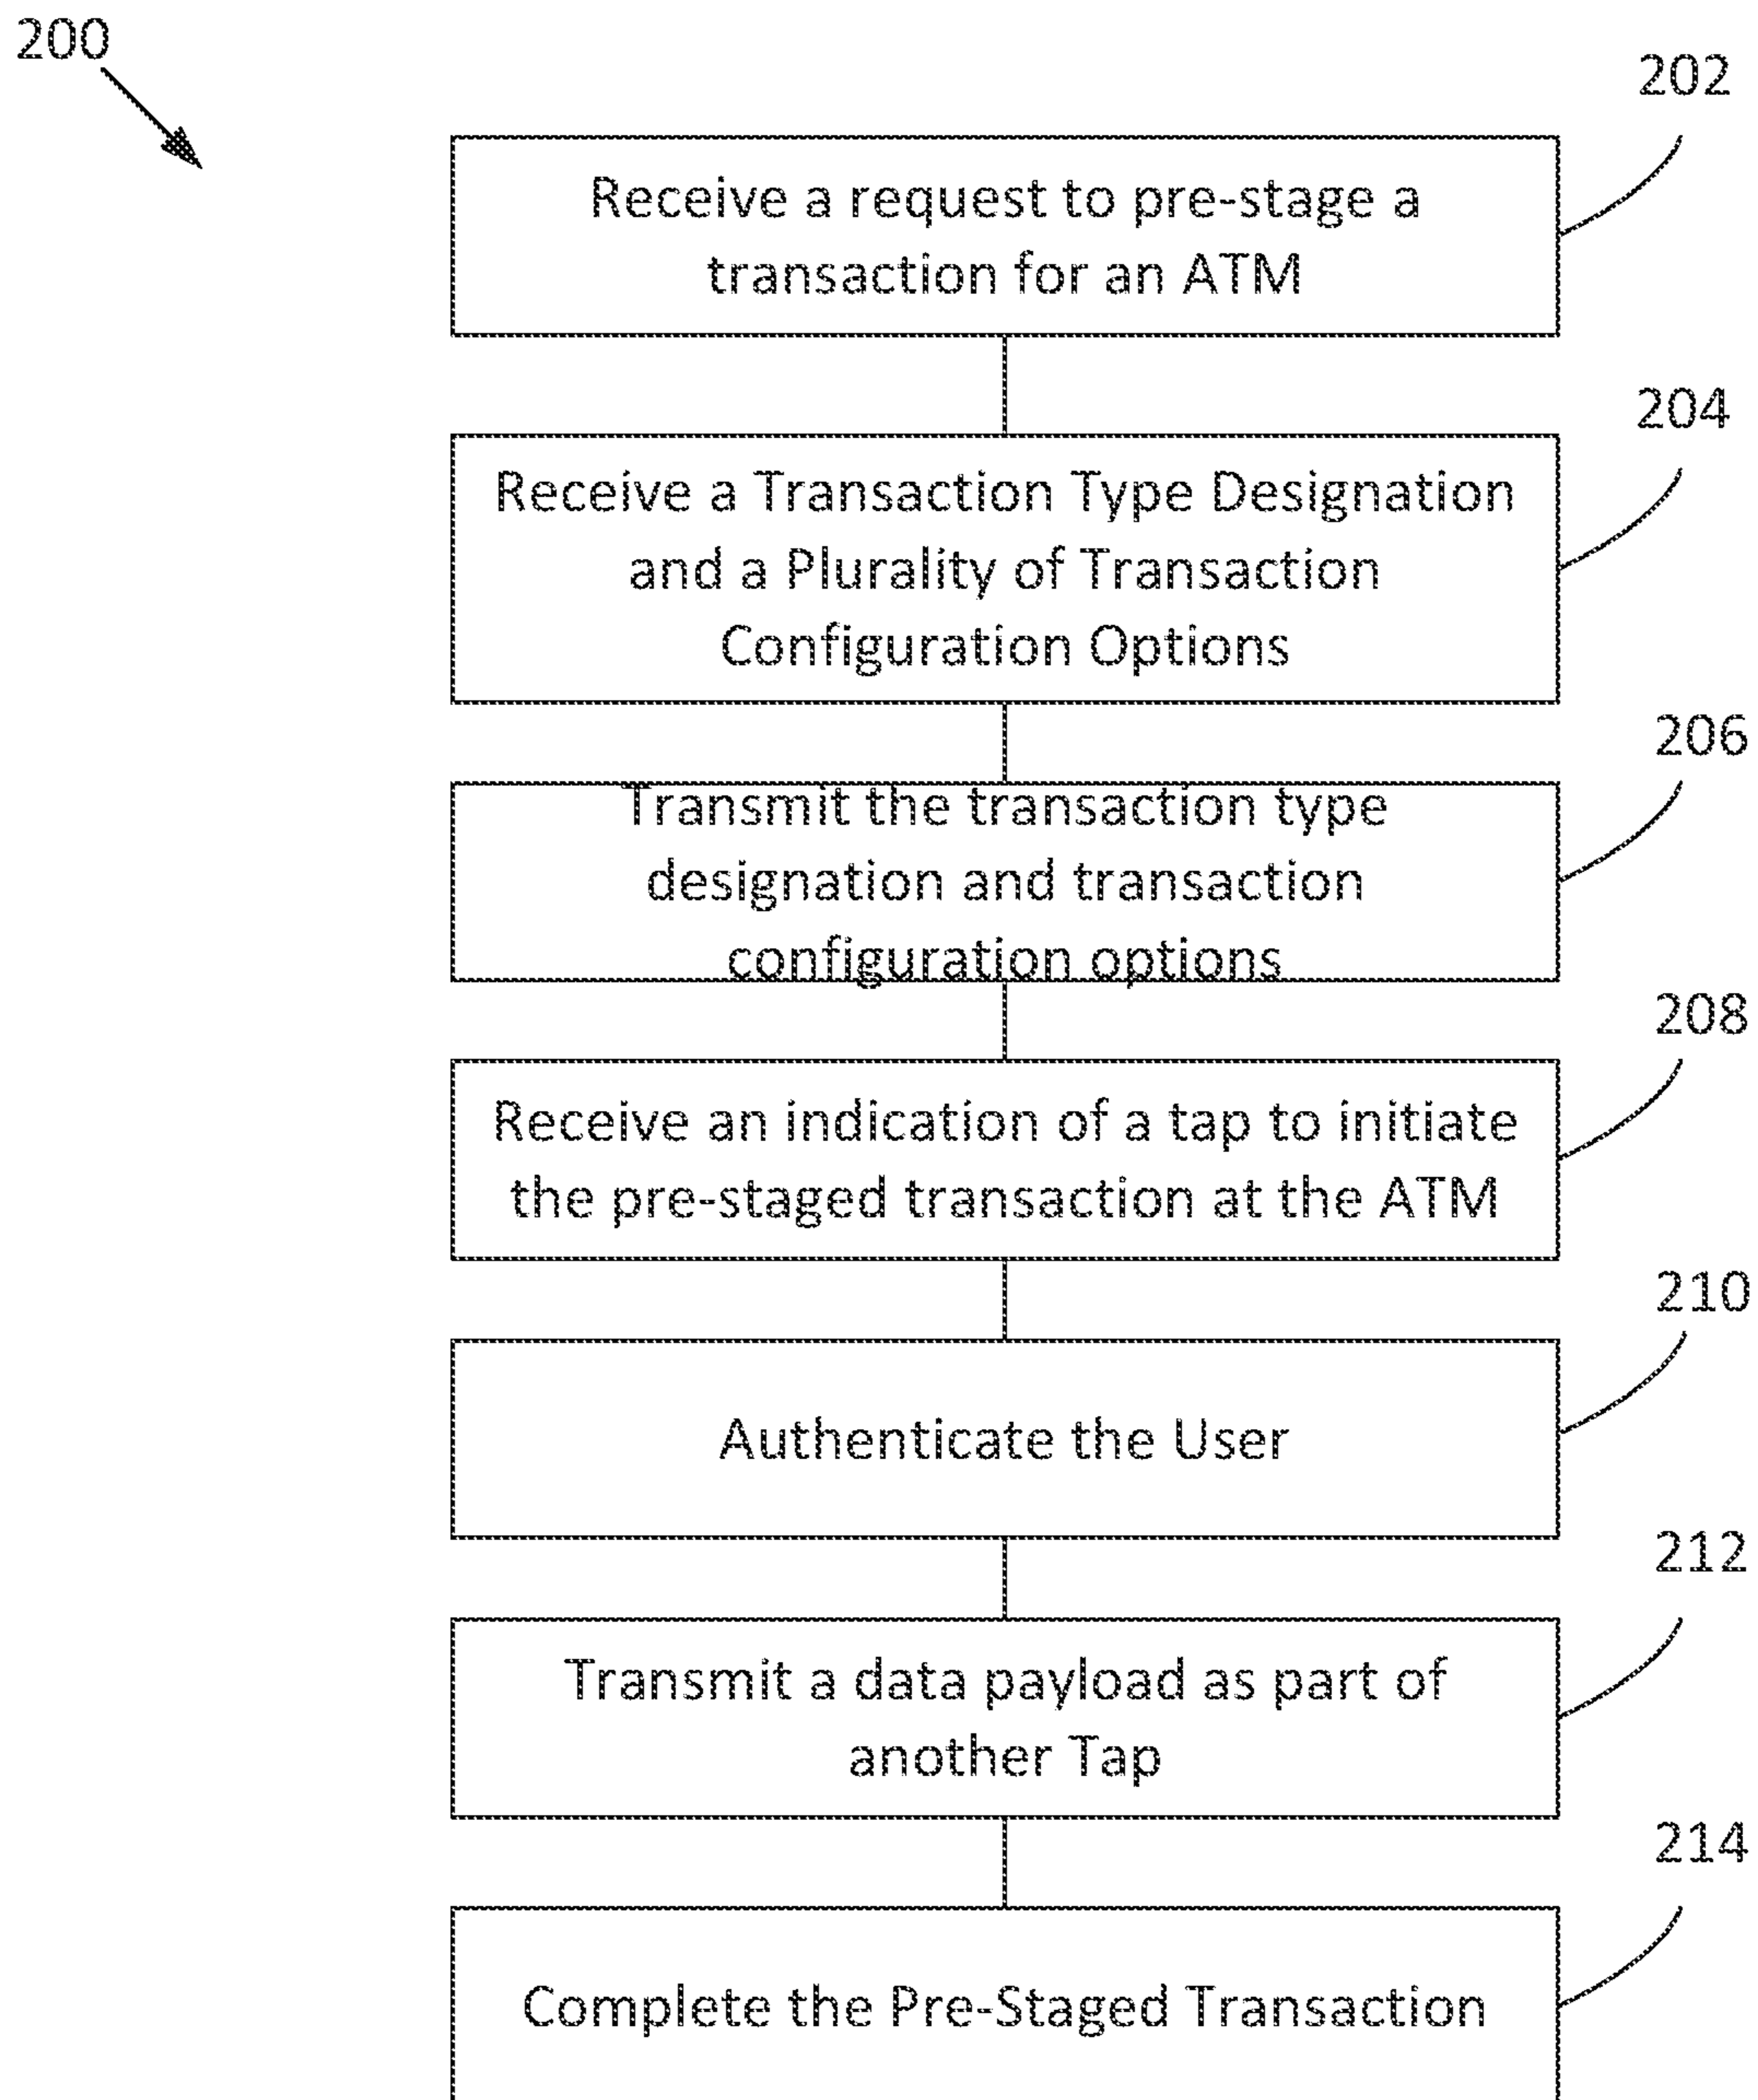 200
202
Receive a request to pre-stage a
transaction for an ATM
204
Receive a Transaction Type Designation
and a Plurality of Transaction
Configuration Options
206
Transmit the transaction type
designation and transaction
configuration options
208
Receive an indication of a tap to initiate
the pre-staged transaction at the ATM
210
Authenticate the User
212
Transmit a data payload as part of
another Tap
214
Complete the Pre-Staged Transaction